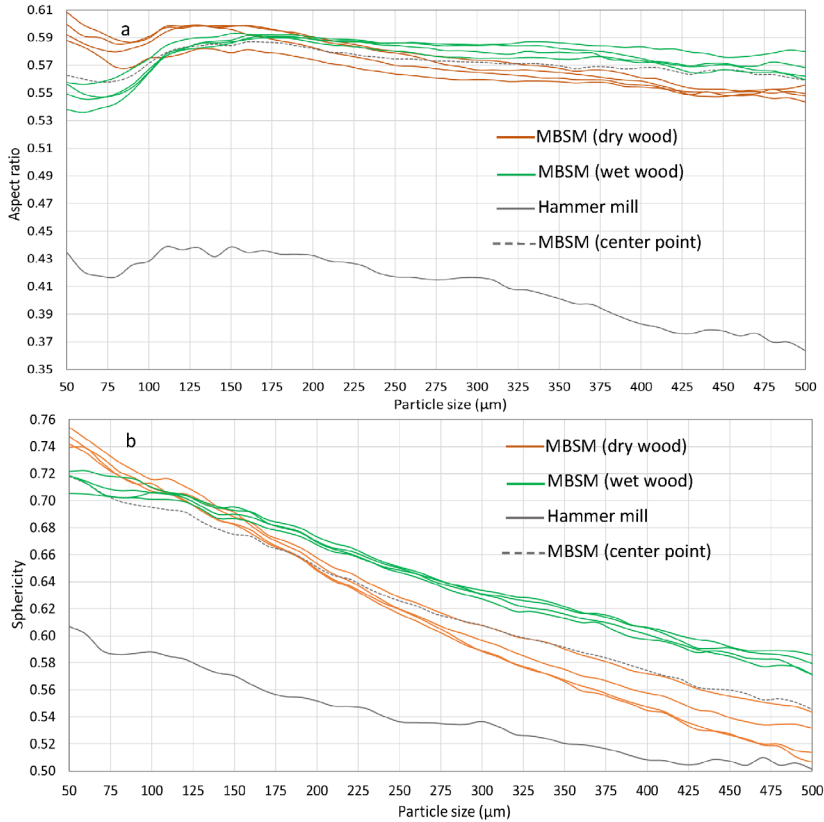 a
0.61
0.59
0.57
0.55
0.53
0.51
0.49
0.47
0.45
0.43
0.41
0.39
0.37
0.35
Aspect ratio
MBSM (dry wood)
MBSM (wet wood)
Hammer mill
MBSM (center point)
50 75 100 125 150 175 200 225 250 275 300 325 350 375 400 425 450 475 500
Particle size (µm)
b
0.76
0.74
0.72
0.70
0.68
0.66
0.64
0.62
0.60
0.58
0.56
0.54
0.52
0.50
Sphericity
MBSM (dry wood)
MBSM (wet wood)
Hammer mill
MBSM (center point)
50 75 100 125 150 175 200 225 250 275 300 325 350 375 400 425 450 475 500
Particle size (µm)